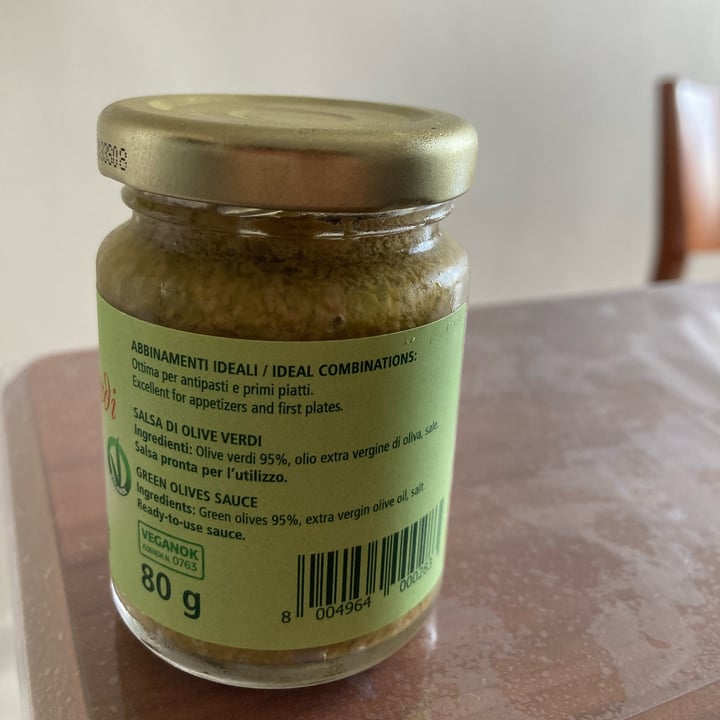 ABBINAMENTI IDEALI / IDEAL COMBINATIONS:
Ottima per antipasti e primi piatti.
Excellent for appetizers and first plates.
SALSA DI OLIVE VERDI
Ingredienti: Olive verdi 95%, olio extra vergine di oliva, sale.
Salsa pronta per l'utilizzo.
GREEN OLIVES SAUCE
Ingredients: Green olives 95%, extra vergin olive oil, salt.
Ready-to-use sauce.
VEGANOK
AZIENDA N. 0763
80 g
8 004964